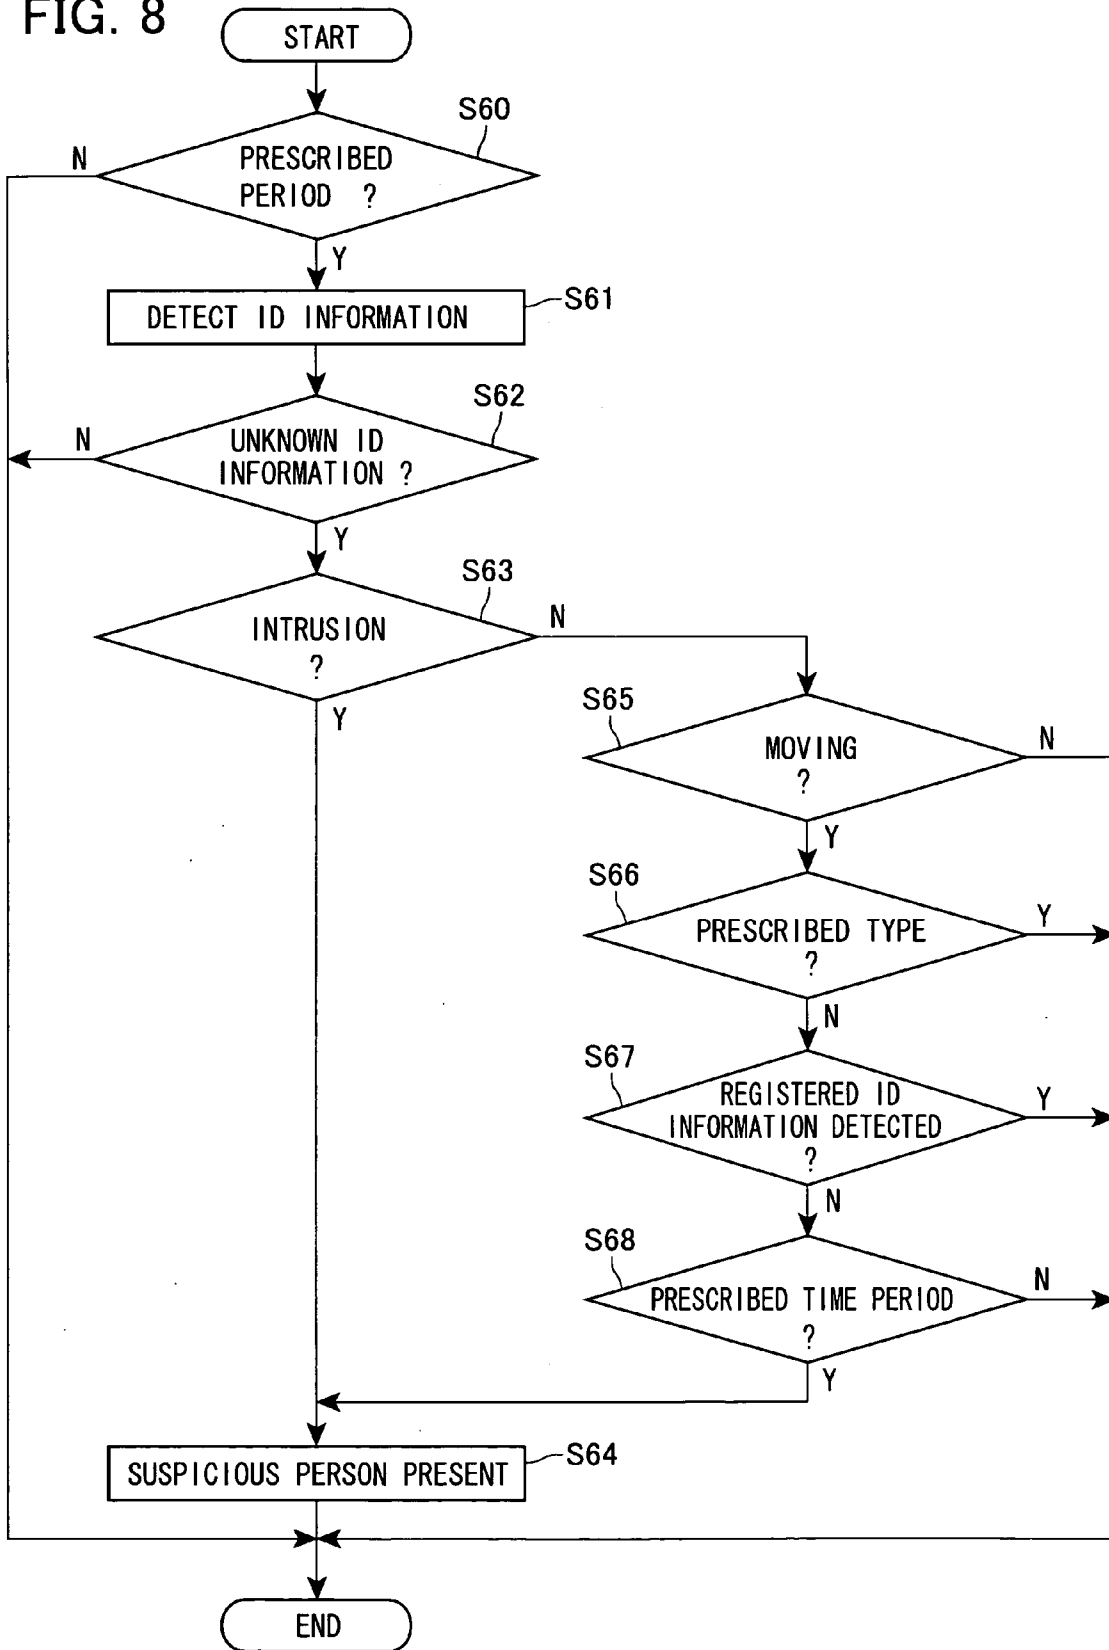 FIG. 8
START
S60
N
PRESCRIBED
PERIOD ?
Y
S61
DETECT ID INFORMATION
S62
N
UNKNOWN ID
INFORMATION ?
Y
S63
N
INTRUSION
?
Y
S65
N
MOVING
?
Y
S66
Y
PRESCRIBED TYPE
?
N
S67
REGISTERED ID
Y
INFORMATION DETECTED
?
N
S68
N
PRESCRIBED TIME PERIOD
?
Y
S64
SUSPICIOUS PERSON PRESENT
END